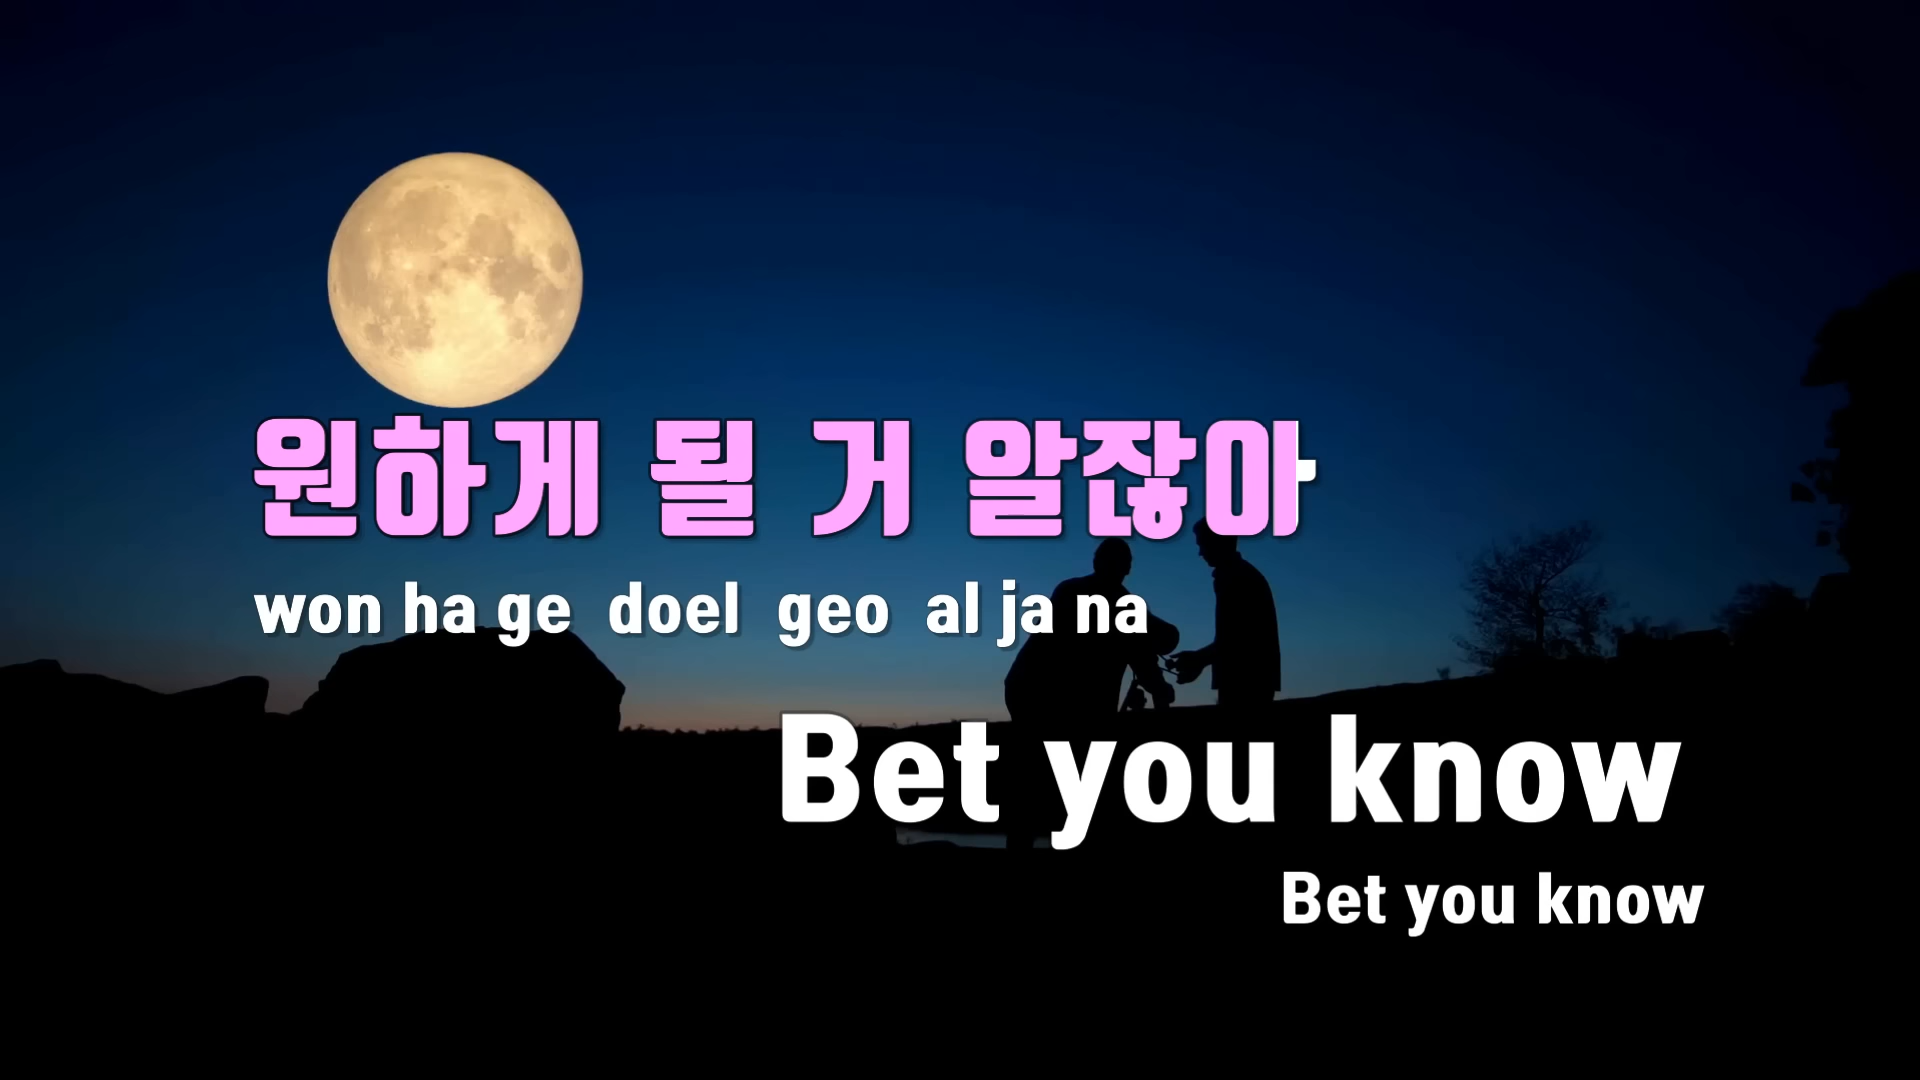 원하게 될 거 알잖아
won ha ge doel geo al ja na
Bet you know
Bet you know